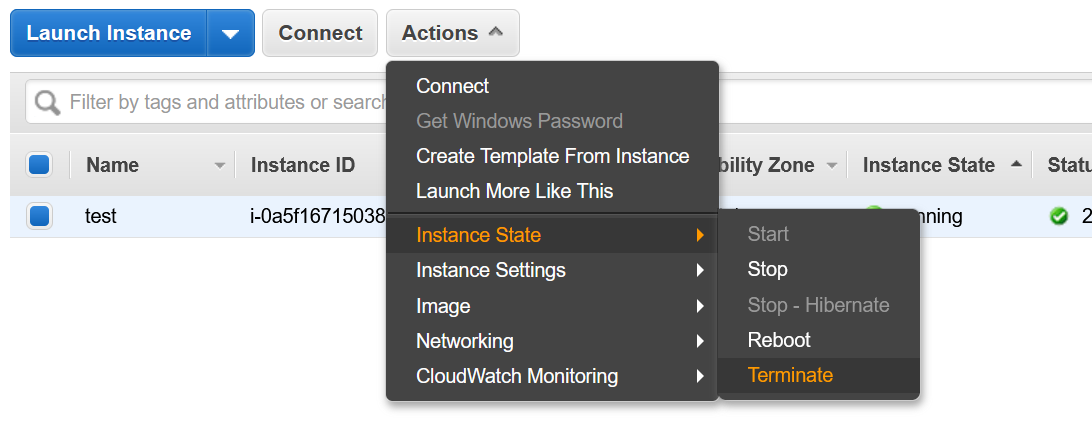 Launch Instance Connect Actions
Filter by tags and attributes or search
Name Instance ID bility Zone Instance State Statu
test i-0a5f16715038 nning 2
Connect
Get Windows Password
Create Template From Instance
Launch More Like This
Instance State
Instance Settings
Image
Networking
CloudWatch Monitoring
Start
Stop
Stop - Hibernate
Reboot
Terminate